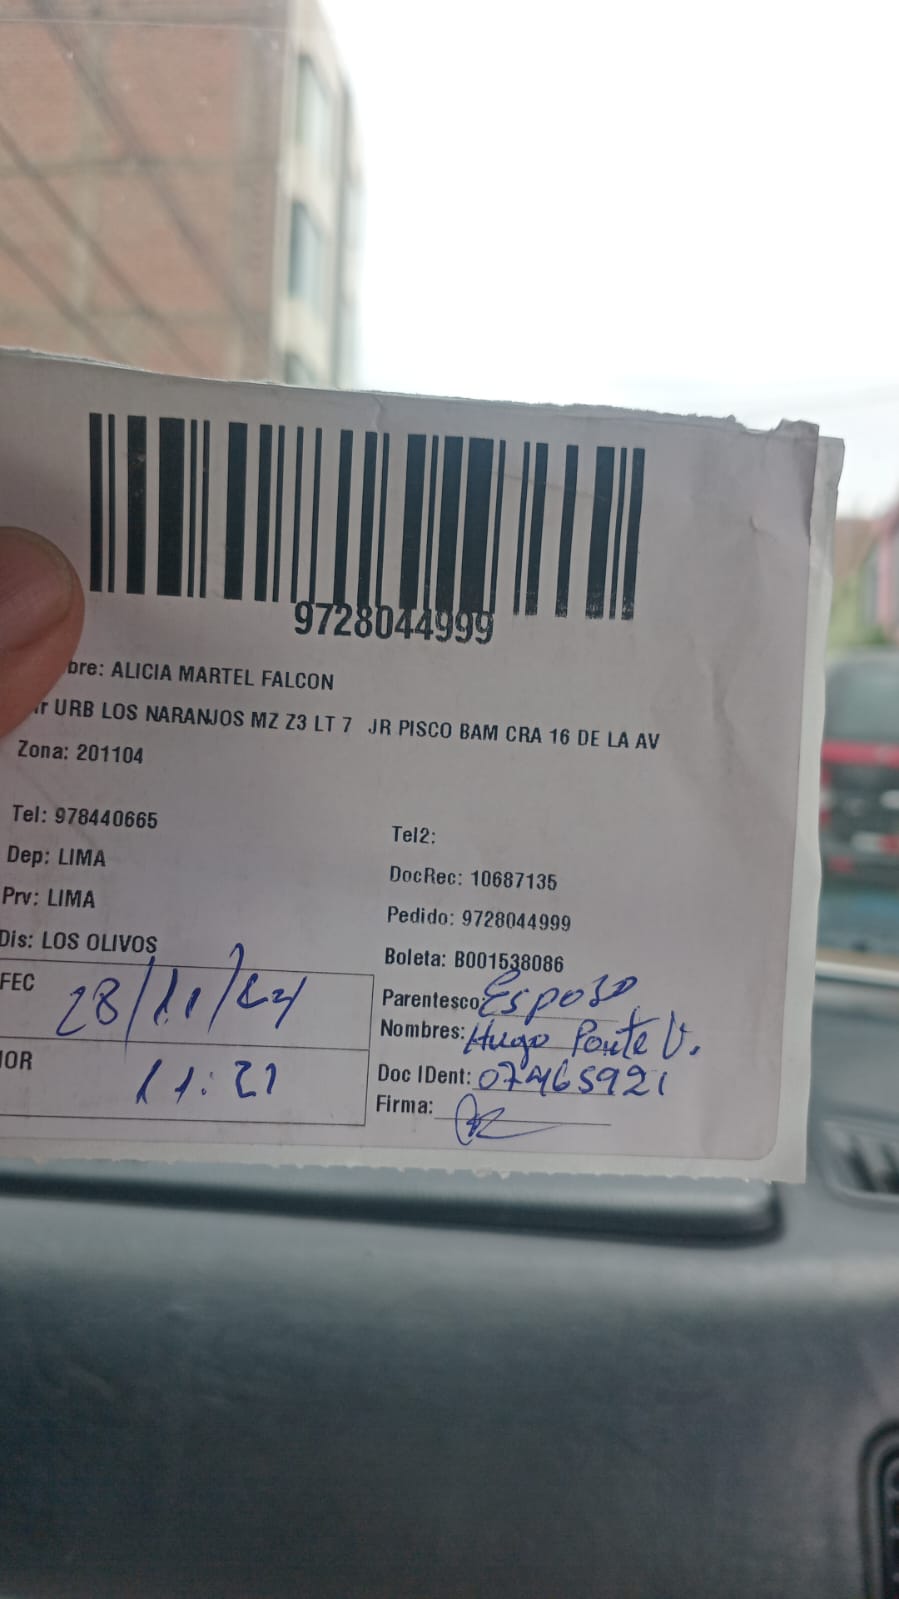 9728044999
bre: ALICIA MARTEL FALCON
ir URB LOS NARANJOS MZ Z3 LT 7 JR PISCO BAM CRA 16 DE LA AV
Zona: 201104
Tel: 978440665
Tel2:
Dep: LIMA
DocRec: 10687135
Prv: LIMA
Pedido: 9728044999
Dis: LOS OLIVOS
Boleta: B001538086
FEC 28/11/24
Parentesco: Esposo
Nombres: Hugo Ponte V.
HOR 11:21
Doc IDent: 07465921
Firma: